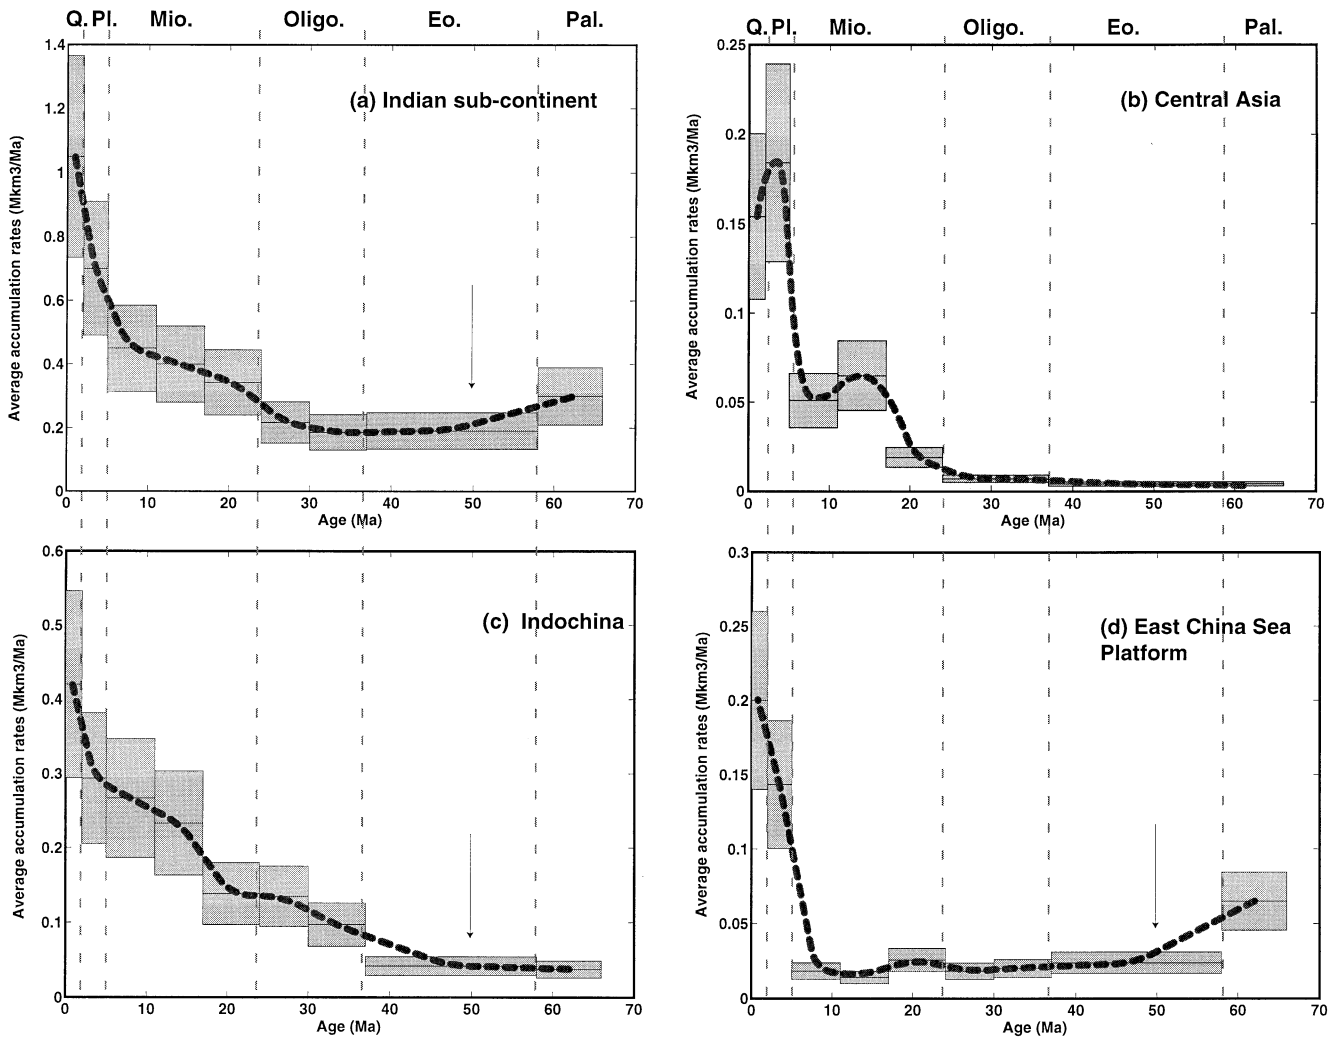 Q. Pl. Mio. Oligo. Eo. Pal.
Q. Pl. Mio. Oligo. Eo. Pal.
(a) Indian sub-continent
Average accumulation rates (Mkm3/Ma)
1.4
1.2
1
0.8
0.6
0.4
0.2
0
0 10 20 30 40 50 60 70
Age (Ma)
(b) Central Asia
Average accumulation rates (Mkm3/Ma)
0.25
0.2
0.15
0.1
0.05
0
0 10 20 30 40 50 60 70
Age (Ma)
(c) Indochina
Average accumulation rates (Mkm3/Ma)
0.6
0.5
0.4
0.3
0.2
0.1
0
0 10 20 30 40 50 60 70
Age (Ma)
(d) East China Sea
Platform
Average accumulation rates (Mkm3/Ma)
0.3
0.25
0.2
0.15
0.1
0.05
0
0 10 20 30 40 50 60 70
Age (Ma)